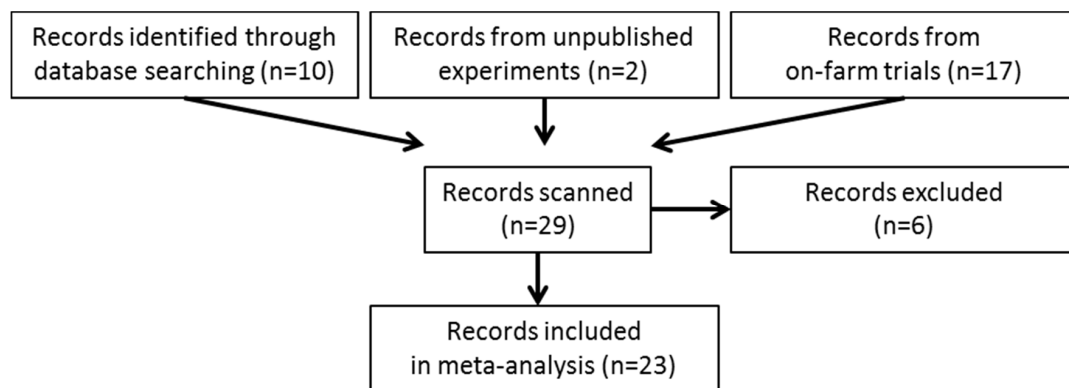 Records identified through
database searching (n=10)
Records from unpublished
experiments (n=2)
Records from
on-farm trials (n=17)
Records scanned
(n=29)
Records excluded
(n=6)
Records included
in meta-analysis (n=23)